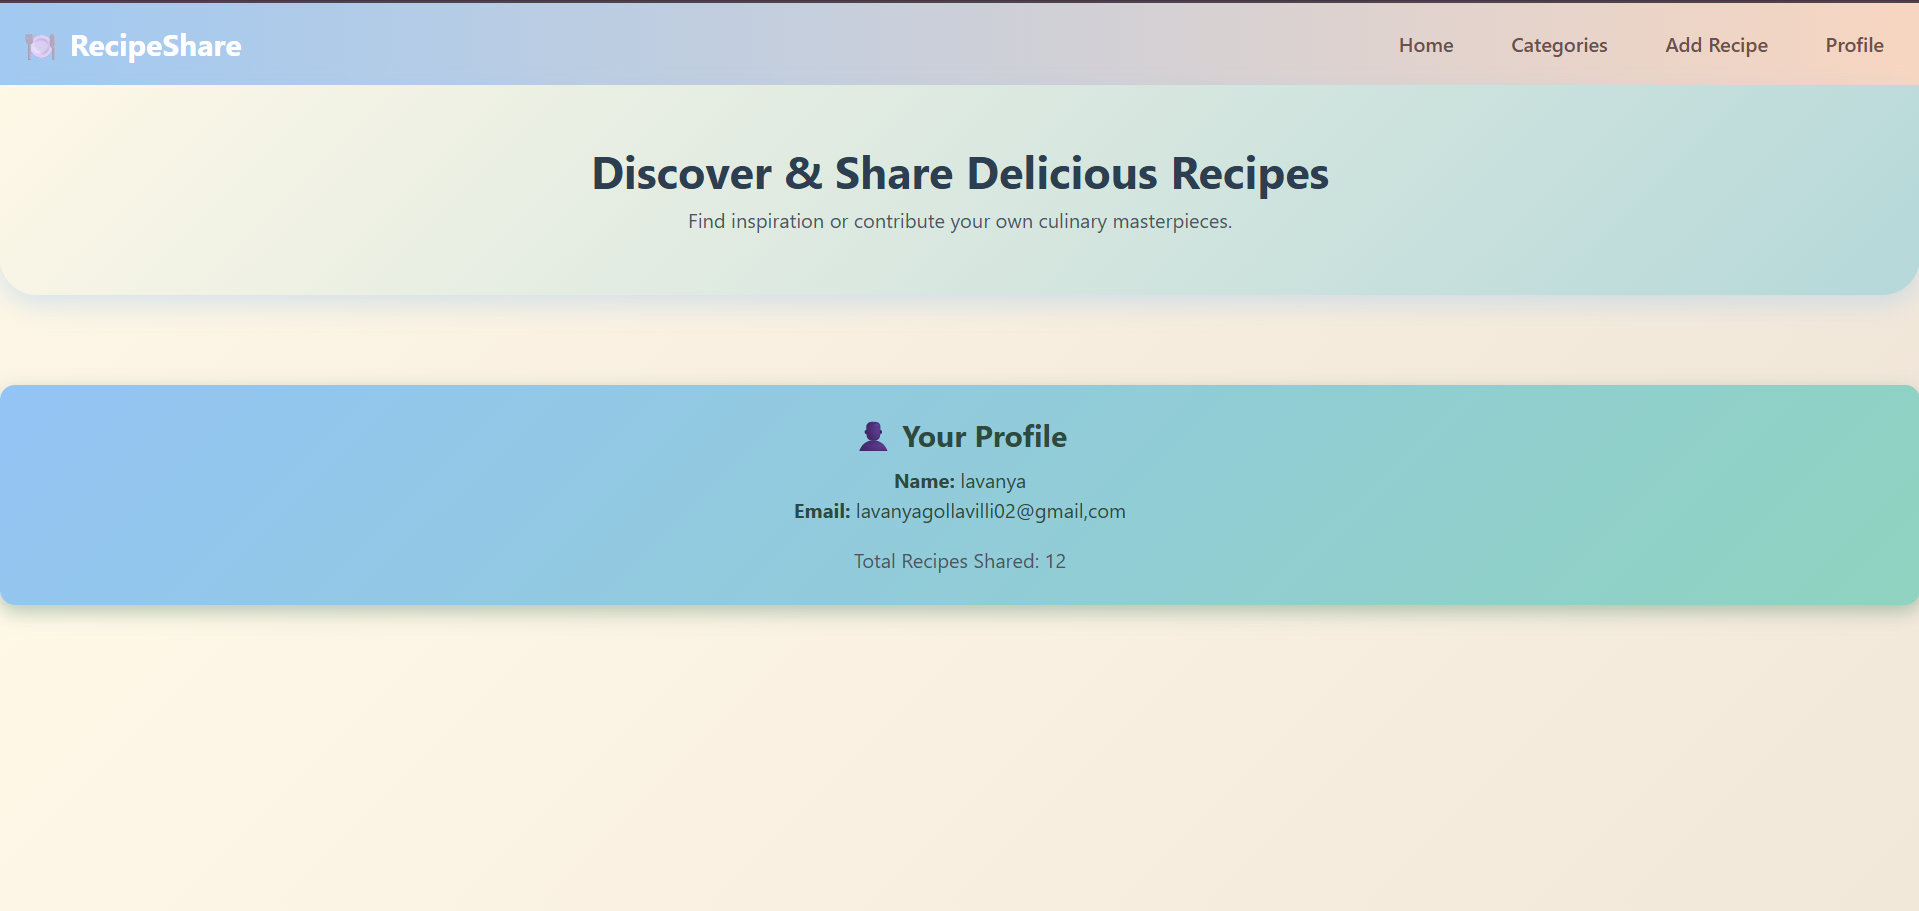 RecipeShare
Home Categories Add Recipe Profile
Discover & Share Delicious Recipes
Find inspiration or contribute your own culinary masterpieces.
Your Profile
Name: lavanya
Email: lavanyagollavilli02@gmail,com
Total Recipes Shared: 12